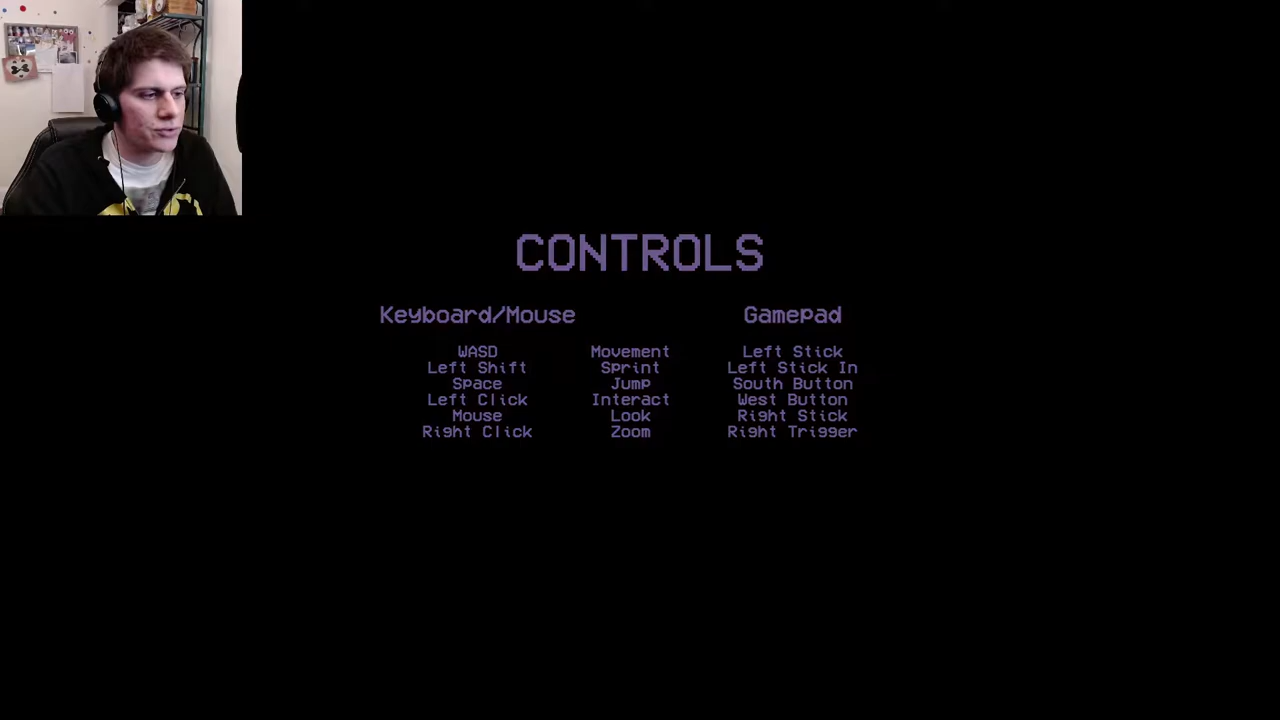 CONTROLS
Keyboard/Mouse Gamepad
WASD Movement Left Stick
Left Shift Sprint Left Stick In
Space Jump South Button
Left Click Interact West Button
Mouse Look Right Stick
Right Click Zoom Right Trigger